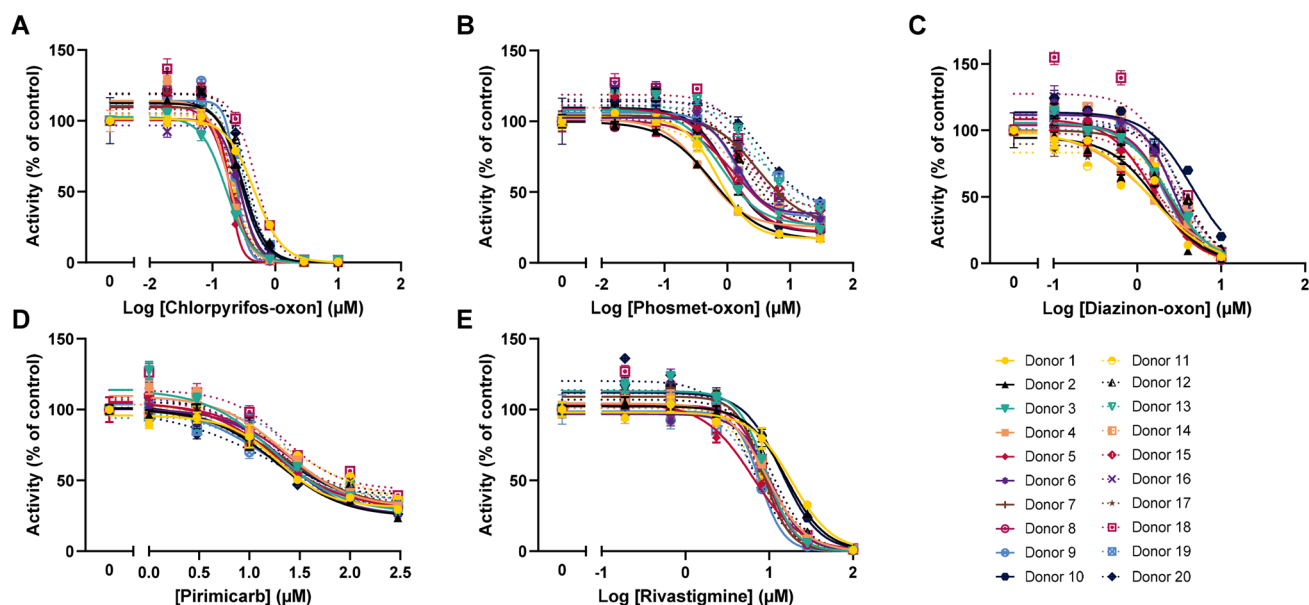 A
B
C
150
100
50
0
Activity (% of control)
0
-2
-1
0
1
2
Log [Chlorpyrifos-oxon] (µM)
150
100
50
0
Activity (% of control)
0
-2
-1
0
1
2
Log [Phosmet-oxon] (µM)
150
100
50
0
Activity (% of control)
0
-1
0
1
2
Log [Diazinon-oxon] (µM)
D
E
150
100
50
0
Activity (% of control)
0
0.0
0.5
1.0
1.5
2.0
2.5
[Pirimicarb] (µM)
150
100
50
0
Activity (% of control)
0
-1
0
1
2
Log [Rivastigmine] (µM)
Donor 1
Donor 2
Donor 3
Donor 4
Donor 5
Donor 6
Donor 7
Donor 8
Donor 9
Donor 10
Donor 11
Donor 12
Donor 13
Donor 14
Donor 15
Donor 16
Donor 17
Donor 18
Donor 19
Donor 20